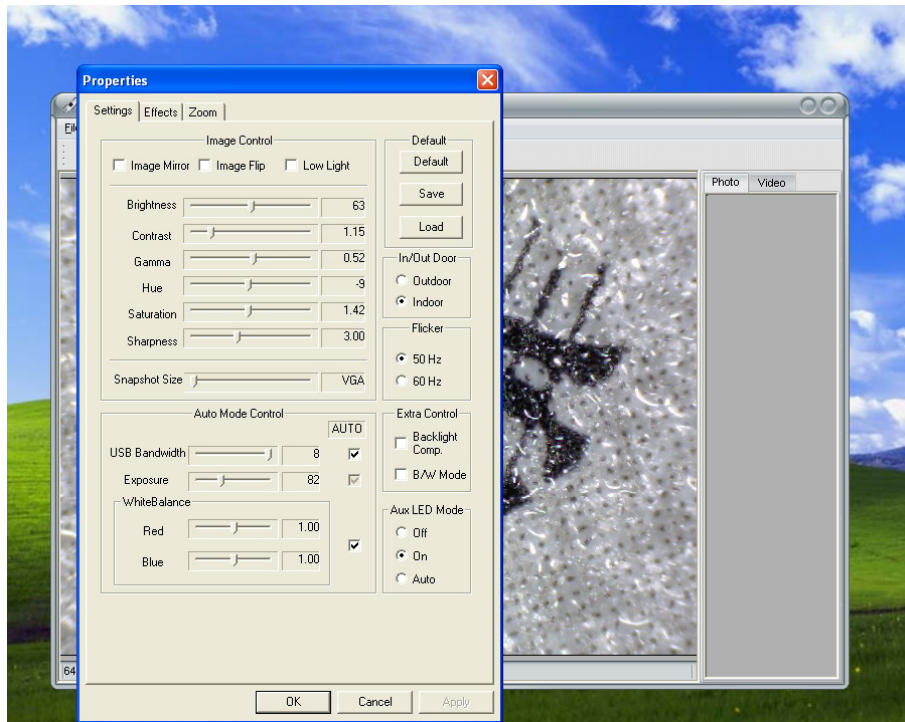 Properties
Settings Effects Zoom
Image Control
Image Mirror Image Flip Low Light
Brightness 63
Contrast 1.15
Gamma 0.52
Hue -9
Saturation 1.42
Sharpness 3.00
Snapshot Size VGA
Default
Default
Save
Load
In/Out Door
Outdoor
Indoor
Flicker
50 Hz
60 Hz
Auto Mode Control
AUTO
USB Bandwidth 8
Exposure 82
WhiteBalance
Red 1.00
Blue 1.00
Extra Control
Backlight
Comp.
B/W Mode
Aux LED Mode
Off
On
Auto
OK Cancel Apply
Photo Video
64